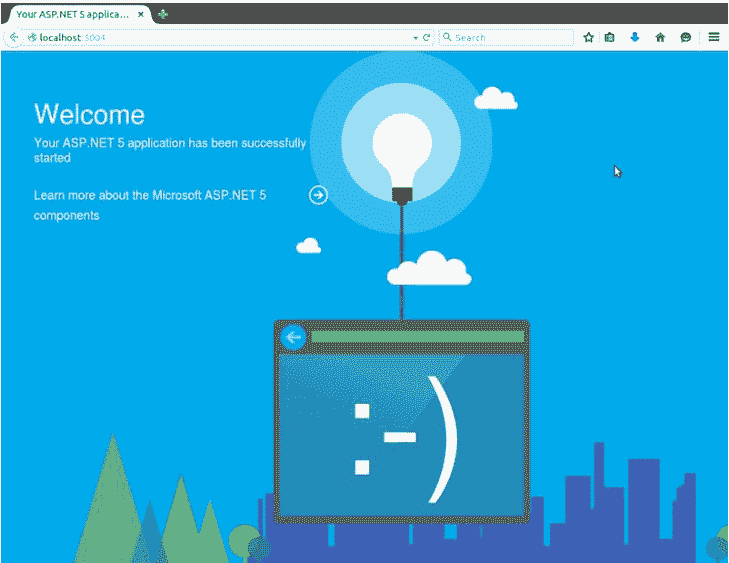 Your ASP.NET 5 applica...
localhost:5004
Search
Welcome
Your ASP.NET 5 application has been successfully
started
Learn more about the Microsoft ASP.NET 5
components
:-)